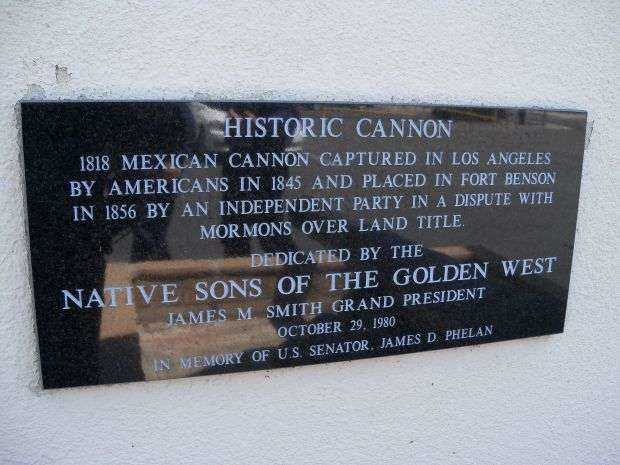 HISTORIC CANNON
1818 MEXICAN CANNON CAPTURED IN LOS ANGELES
BY AMERICANS IN 1845 AND PLACED IN FORT BENSON
IN 1856 BY AN INDEPENDENT PARTY IN A DISPUTE WITH
MORMONS OVER LAND TITLE.
DEDICATED BY THE
NATIVE SONS OF THE GOLDEN WEST
JAMES M. SMITH GRAND PRESIDENT
OCTOBER 29, 1980
IN MEMORY OF U.S. SENATOR, JAMES D. PHELAN